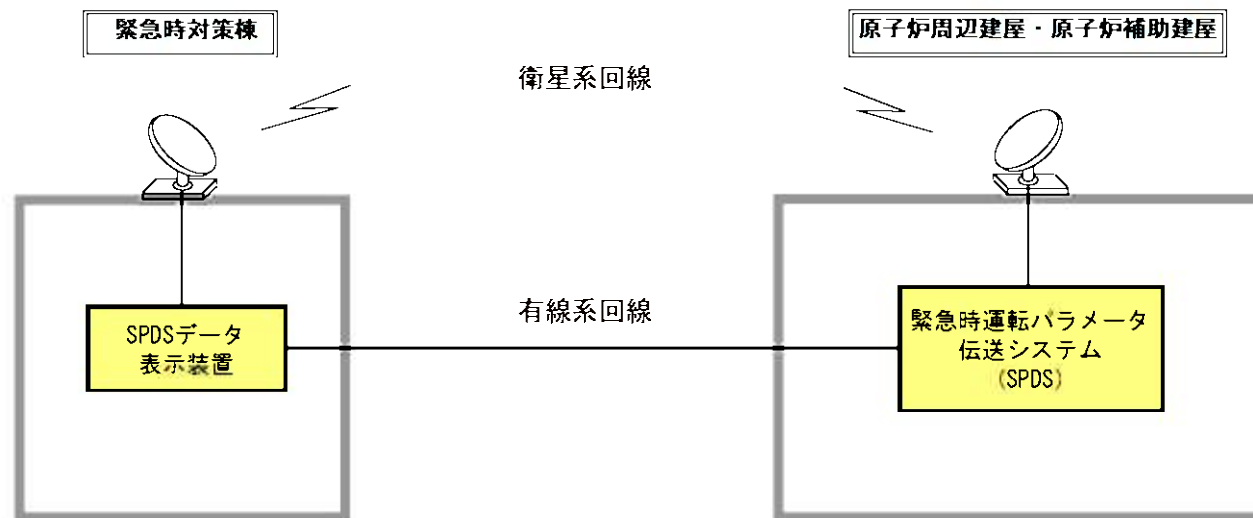 緊急時対策棟
原子炉周辺建屋・原子炉補助建屋
衛星系回線
有線系回線
SPDSデータ
表示装置
緊急時運転パラメータ
伝送システム
(SPDS)